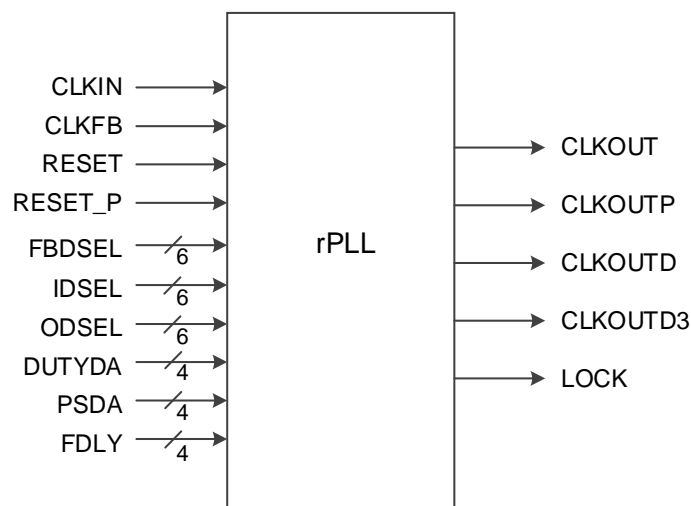 CLKIN
CLKFB
RESET
RESET_P
FBDSEL
6
IDSEL
6
ODSEL
6
DUTYDA
4
PSDA
4
FDLY
4
rPLL
CLKOUT
CLKOUTP
CLKOUTD
CLKOUTD3
LOCK